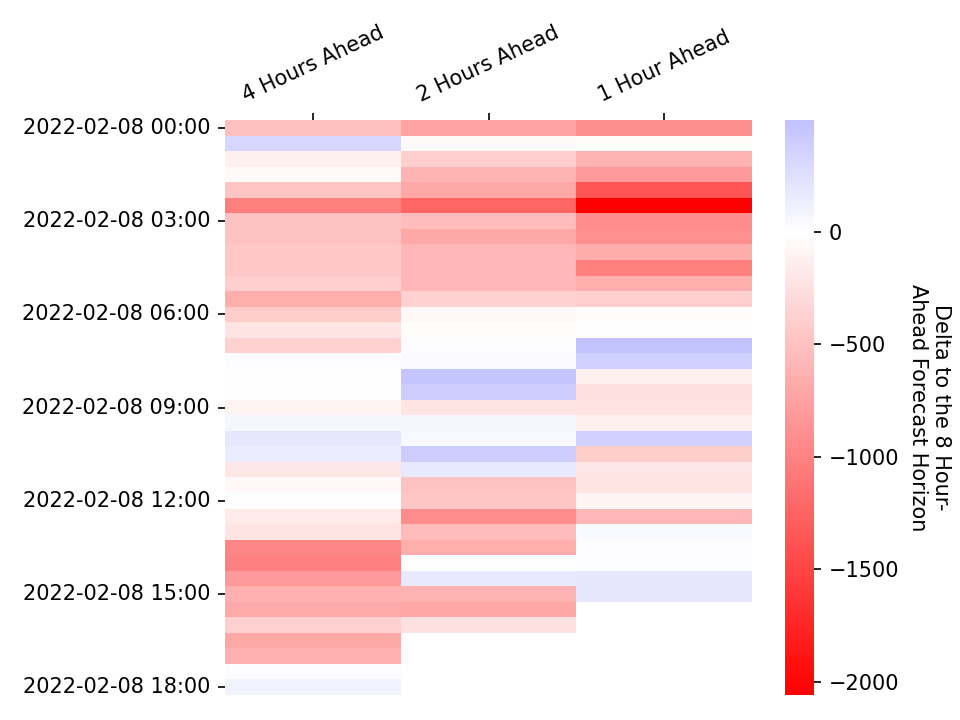 4 Hours Ahead
2 Hours Ahead
1 Hour Ahead
2022-02-08 00:00
2022-02-08 03:00
2022-02-08 06:00
2022-02-08 09:00
2022-02-08 12:00
2022-02-08 15:00
2022-02-08 18:00
0
−500
−1000
−1500
−2000
Delta to the 8 Hour-
Ahead Forecast Horizon